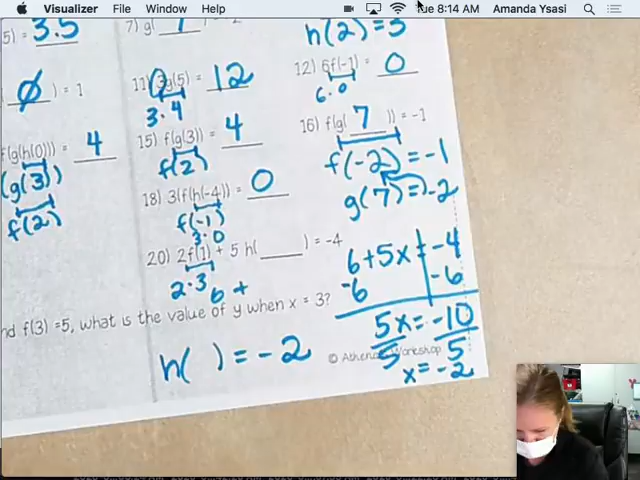 Visualizer File Window Help Tue 8:14 AM Amanda Ysasi
5) = 3.5 7) g( h(2) = 3
( Ø ) = 1 11) 3g(5) = 12 12) 6f(-1) = 0
3·4 6·0
f(g(h(0))) = 4 15) f(g(3)) = 4 16) f(g( 7 )) = -1
(g(3)) f(2) f(-2) = -1
f(2) 18) 3(f(h(-4)) = 0 g(7) = -2
f(-1)
3·0
20) 2f(1) + 5 h( ) = -4 6 + 5x = -4
2·3 6 + -6 -6
nd f(3) =5, what is the value of y when x = 3? 5x = -10
5 5
h( ) = -2 x = -2